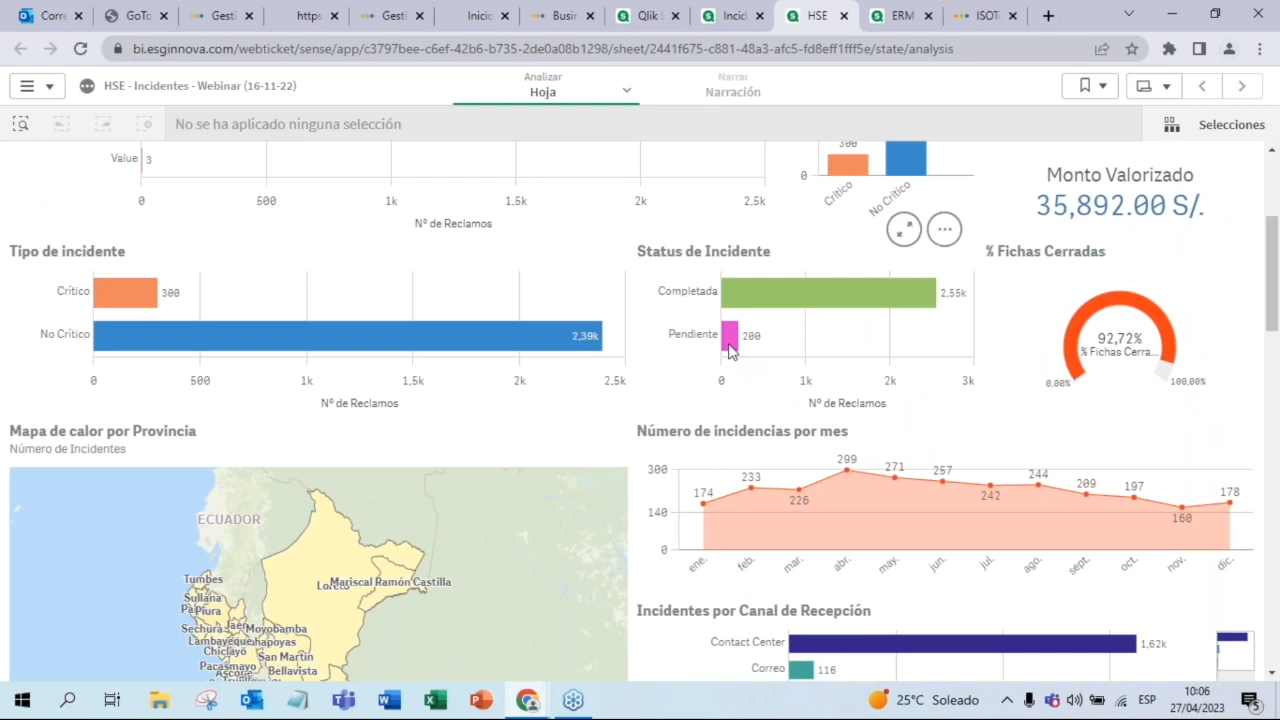 Corre
GoTo
Gesti
https
Gesti
Inicio
Busin
Qlik S
Incid
HSE -
ERM
ISOTo
bi.esginnova.com/webticket/sense/app/c3797bee-c6ef-42b6-b735-2de0a08b1298/sheet/2441f675-c881-48a3-afc5-fd8eff1fff5e/state/analysis
HSE - Incidentes - Webinar (16-11-22)
Analizar
Hoja
Narrar
Narración
No se ha aplicado ninguna selección
Selecciones
Value 3
0 500 1k 1,5k 2k 2,5k
Nº de Reclamos
300
0
Crítico
No Crítico
Monto Valorizado
35,892.00 S/.
Tipo de incidente
Crítico 300
No Crítico 2,39k
0 500 1k 1,5k 2k 2,5k
Nº de Reclamos
Status de Incidente
Completada 2,55k
Pendiente 200
0 1k 2k 3k
Nº de Reclamos
% Fichas Cerradas
92,72%
% Fichas Cerra...
0,00% 100,00%
Mapa de calor por Provincia
Número de Incidentes
ECUADOR
Loreto
Mariscal Ramón Castilla
Tumbes
Sullana
Piura
Sechura
Jaén
Moyobamba
Lambayeque
Chiclayo
San Martín
Pacasmayo
Bellavista
Número de incidencias por mes
300
140
0
174 233 226 299 271 257 242 244 209 197 160 178
ene. feb. mar. abr. may. jun. jul. ago. sept. oct. nov. dic.
Incidentes por Canal de Recepción
Contact Center 1,62k
Correo 116
25°C Soleado
ESP
10:06
27/04/2023
5